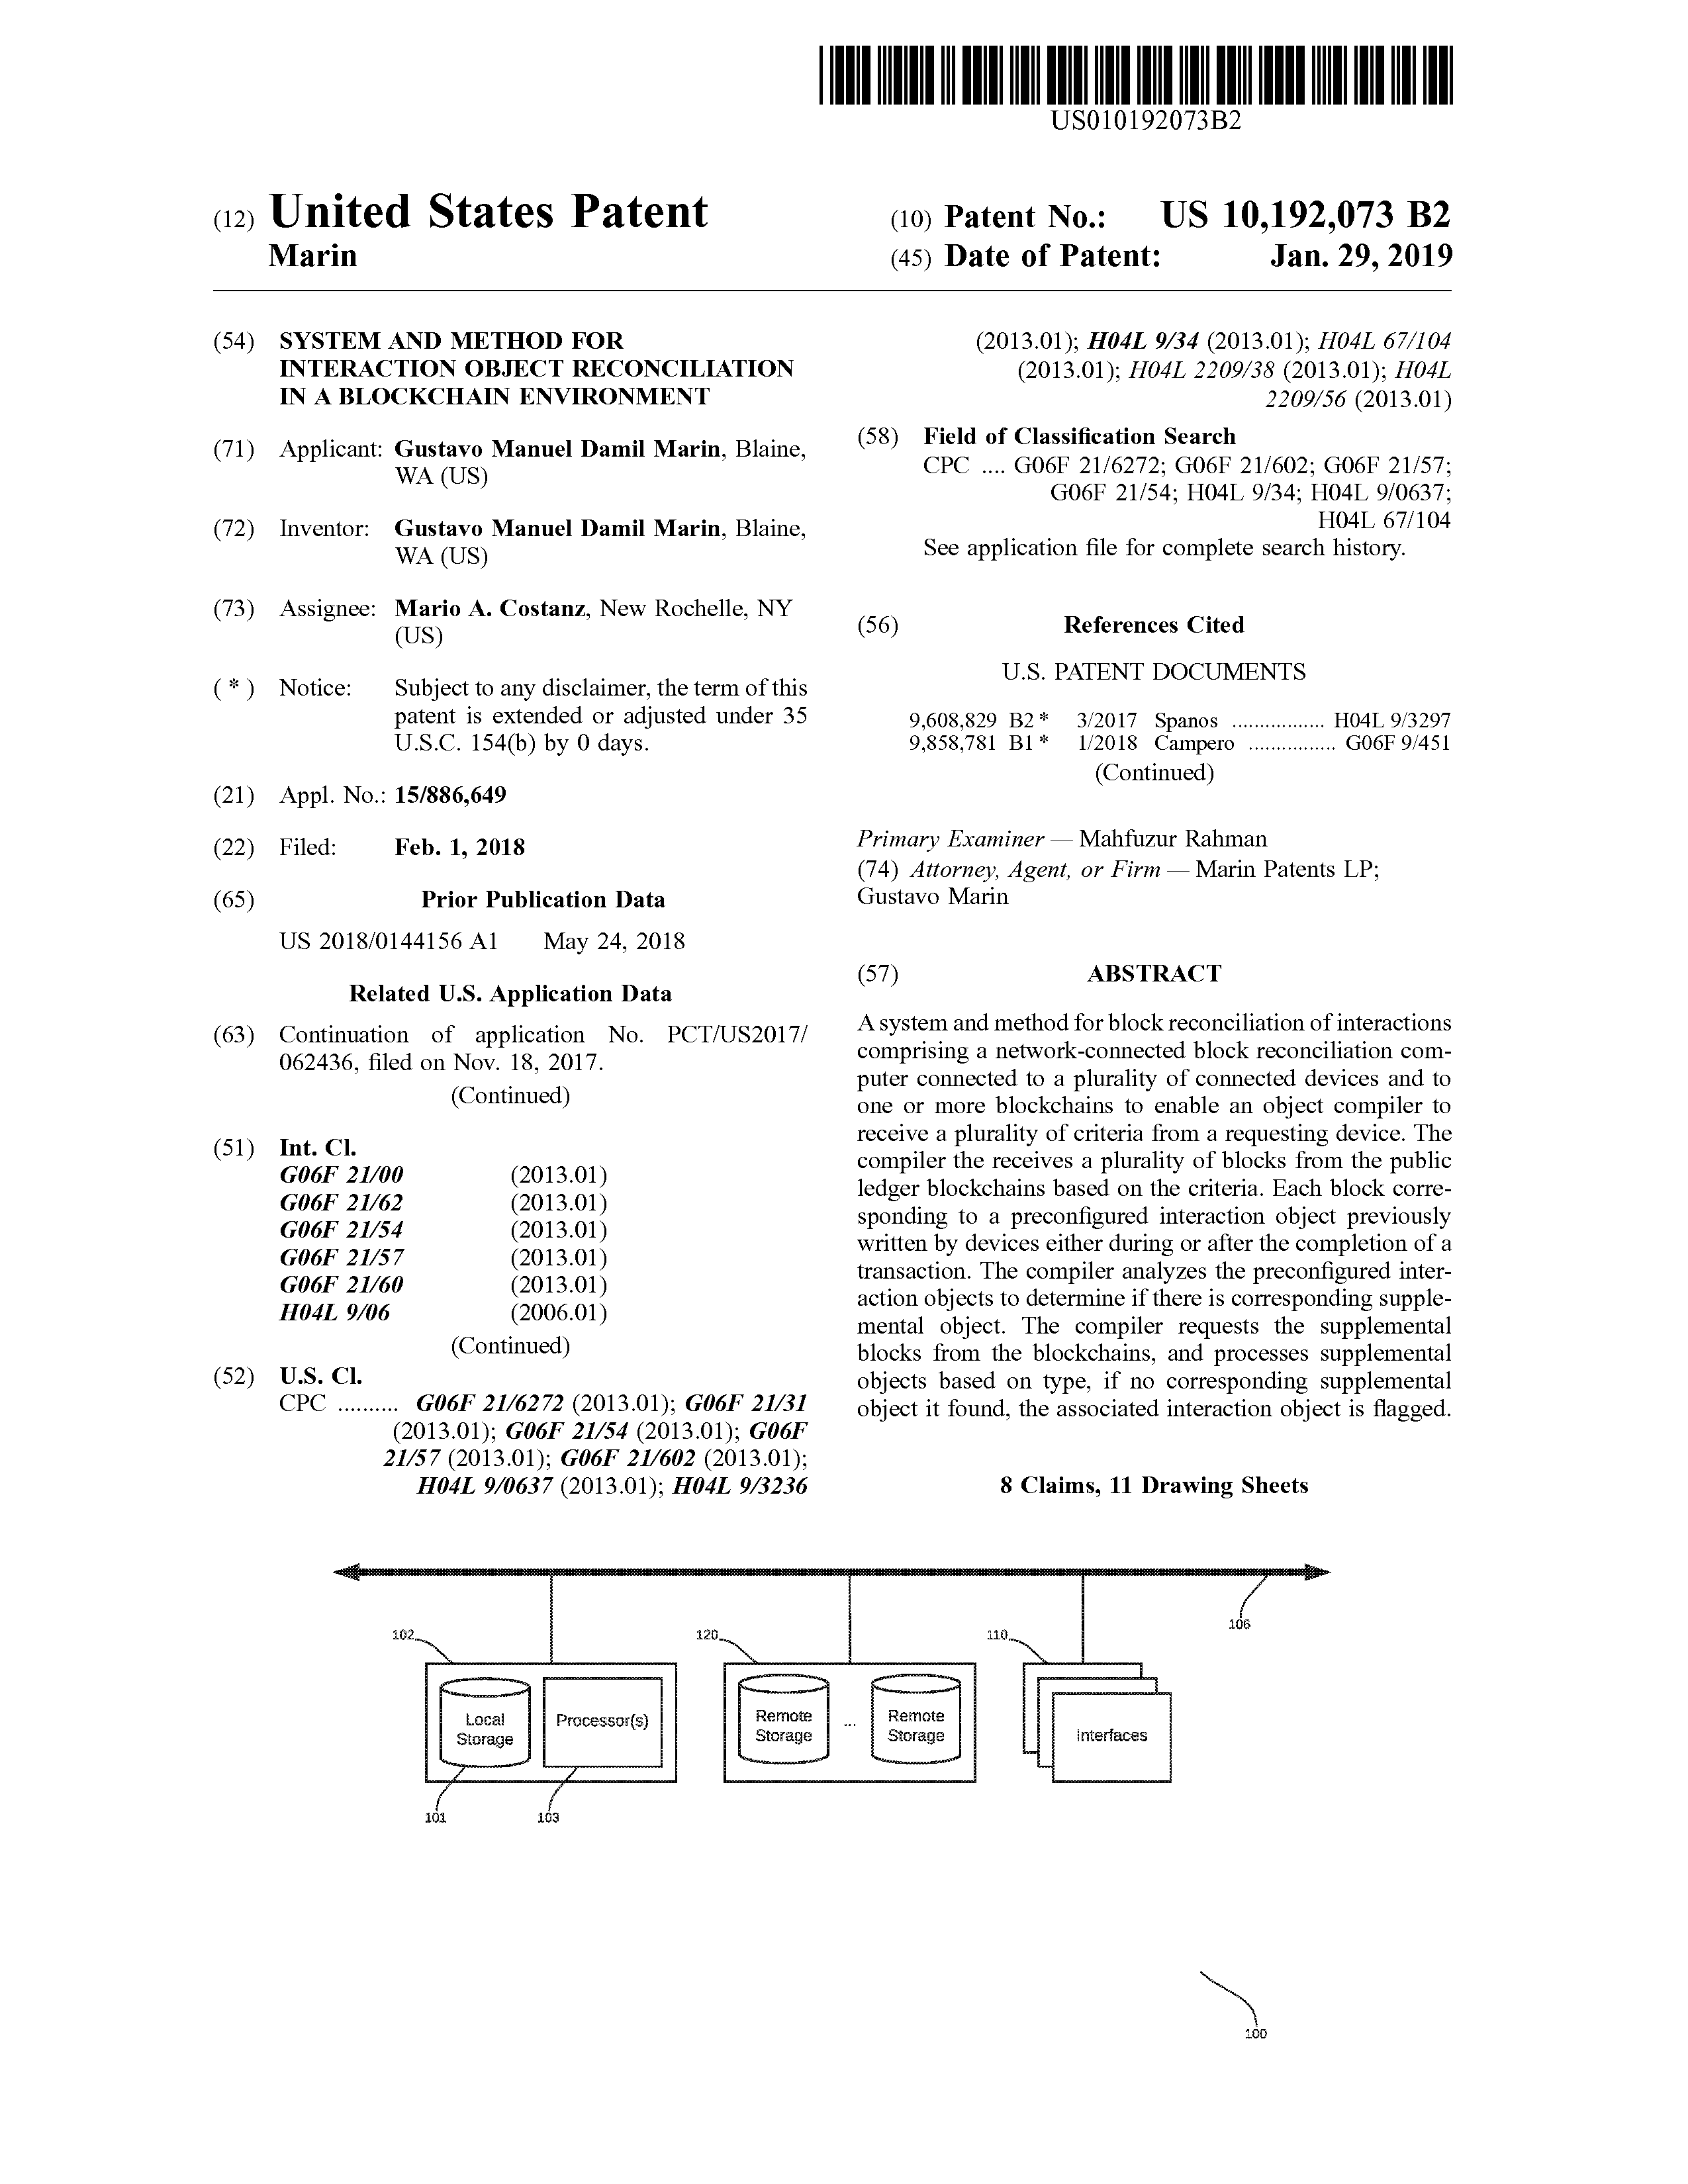 US010192073B2
(12) United States Patent
Marin
(10) Patent No.: US 10,192,073 B2
(45) Date of Patent: Jan. 29, 2019
(54) SYSTEM AND METHOD FOR
INTERACTION OBJECT RECONCILIATION
IN A BLOCKCHAIN ENVIRONMENT
(71) Applicant: Gustavo Manuel Damil Marin, Blaine,
WA (US)
(72) Inventor: Gustavo Manuel Damil Marin, Blaine,
WA (US)
(73) Assignee: Mario A. Costanz, New Rochelle, NY
(US)
( * ) Notice: Subject to any disclaimer, the term of this
patent is extended or adjusted under 35
U.S.C. 154(b) by 0 days.
(21) Appl. No.: 15/886,649
(22) Filed: Feb. 1, 2018
(65) Prior Publication Data
US 2018/0144156 A1 May 24, 2018
Related U.S. Application Data
(63) Continuation of application No. PCT/US2017/
062436, filed on Nov. 18, 2017.
(Continued)
(51) Int. Cl.
G06F 21/00 (2013.01)
G06F 21/62 (2013.01)
G06F 21/54 (2013.01)
G06F 21/57 (2013.01)
G06F 21/60 (2013.01)
H04L 9/06 (2006.01)
(Continued)
(52) U.S. Cl.
CPC .......... G06F 21/6272 (2013.01); G06F 21/31
(2013.01); G06F 21/54 (2013.01); G06F
21/57 (2013.01); G06F 21/602 (2013.01);
H04L 9/0637 (2013.01); H04L 9/3236
(2013.01); H04L 9/34 (2013.01); H04L 67/104
(2013.01); H04L 2209/38 (2013.01); H04L
2209/56 (2013.01)
(58) Field of Classification Search
CPC .... G06F 21/6272; G06F 21/602; G06F 21/57;
G06F 21/54; H04L 9/34; H04L 9/0637;
H04L 67/104
See application file for complete search history.
(56) References Cited
U.S. PATENT DOCUMENTS
9,608,829 B2 * 3/2017 Spanos ................. H04L 9/3297
9,858,781 B1 * 1/2018 Campero ................ G06F 9/451
(Continued)
Primary Examiner — Mahfuzur Rahman
(74) Attorney, Agent, or Firm — Marin Patents LP;
Gustavo Marin
(57) ABSTRACT
A system and method for block reconciliation of interactions
comprising a network-connected block reconciliation com-
puter connected to a plurality of connected devices and to
one or more blockchains to enable an object compiler to
receive a plurality of criteria from a requesting device. The
compiler the receives a plurality of blocks from the public
ledger blockchains based on the criteria. Each block corre-
sponding to a preconfigured interaction object previously
written by devices either during or after the completion of a
transaction. The compiler analyzes the preconfigured inter-
action objects to determine if there is corresponding supple-
mental object. The compiler requests the supplemental
blocks from the blockchains, and processes supplemental
objects based on type, if no corresponding supplemental
object it found, the associated interaction object is flagged.
8 Claims, 11 Drawing Sheets
106
102
120
110
Local
Storage
Processor(s)
Remote
Storage
...
Remote
Storage
Interfaces
101
103
100